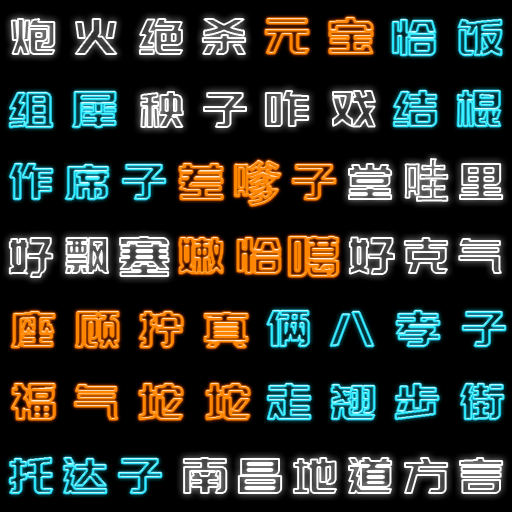 炮火绝杀元宝恰饭
组犀秧子咋戏结棍
作席子差嗲子堂哇里
好飘塞嫩恰噶好克气
座顾拧真俩八孝子
福气坨坨走翘步街
托达子南昌地道方言